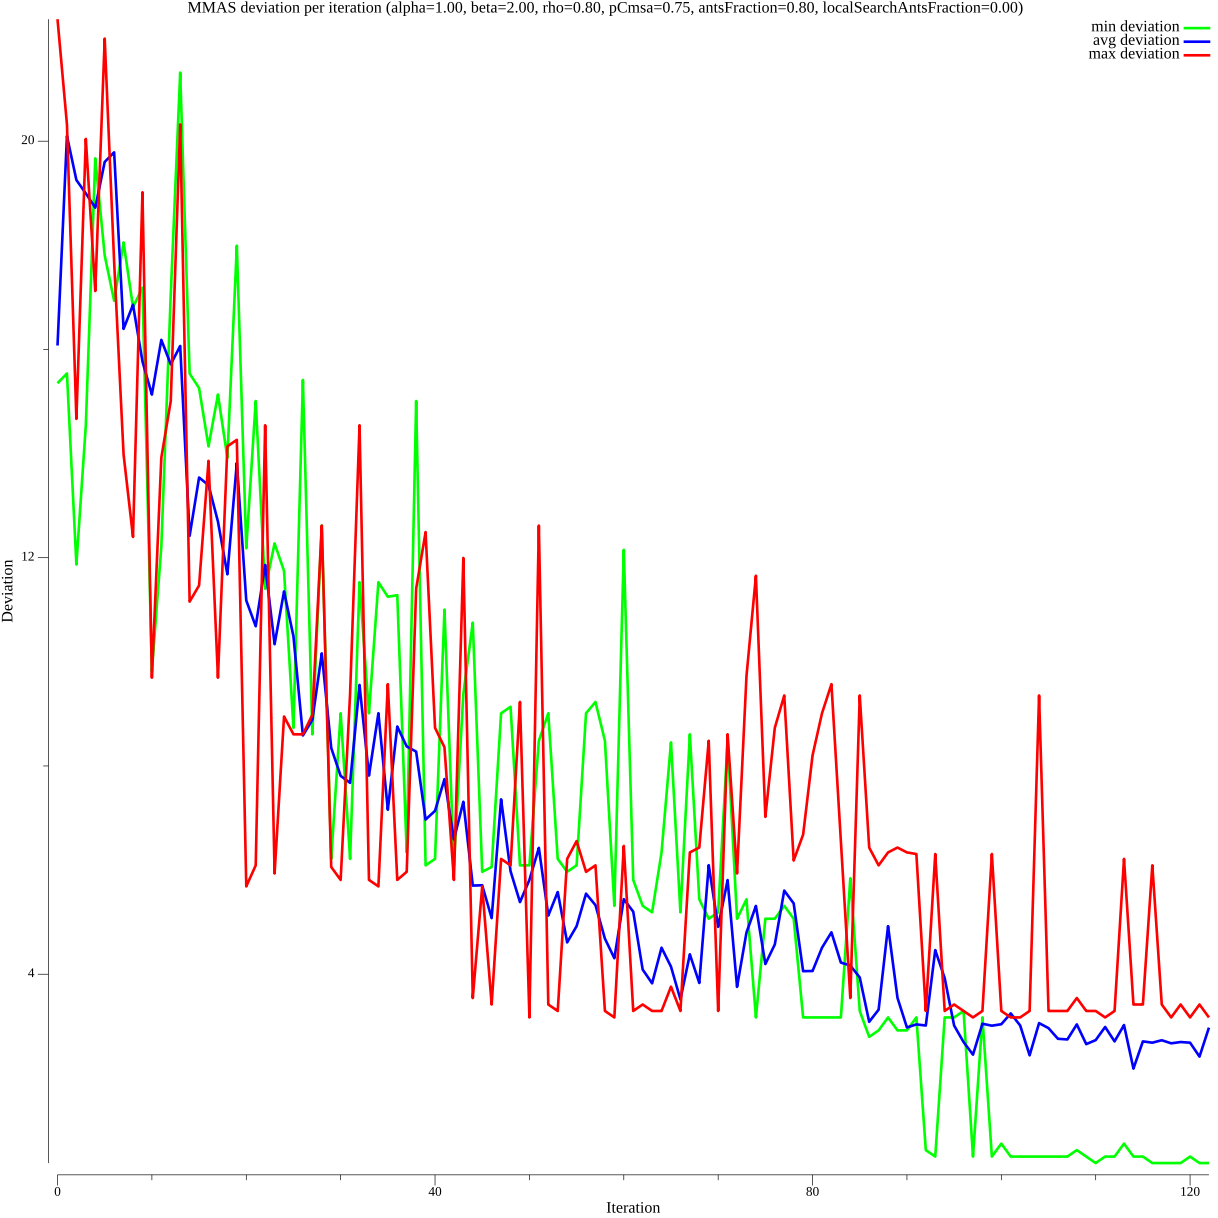 MMAS deviation per iteration (alpha=1.00, beta=2.00, rho=0.80, pCmsa=0.75, antsFraction=0.80, localSearchAntsFraction=0.00)
min deviation
avg deviation
max deviation
20
12
4
Deviation
0
40
80
120
Iteration